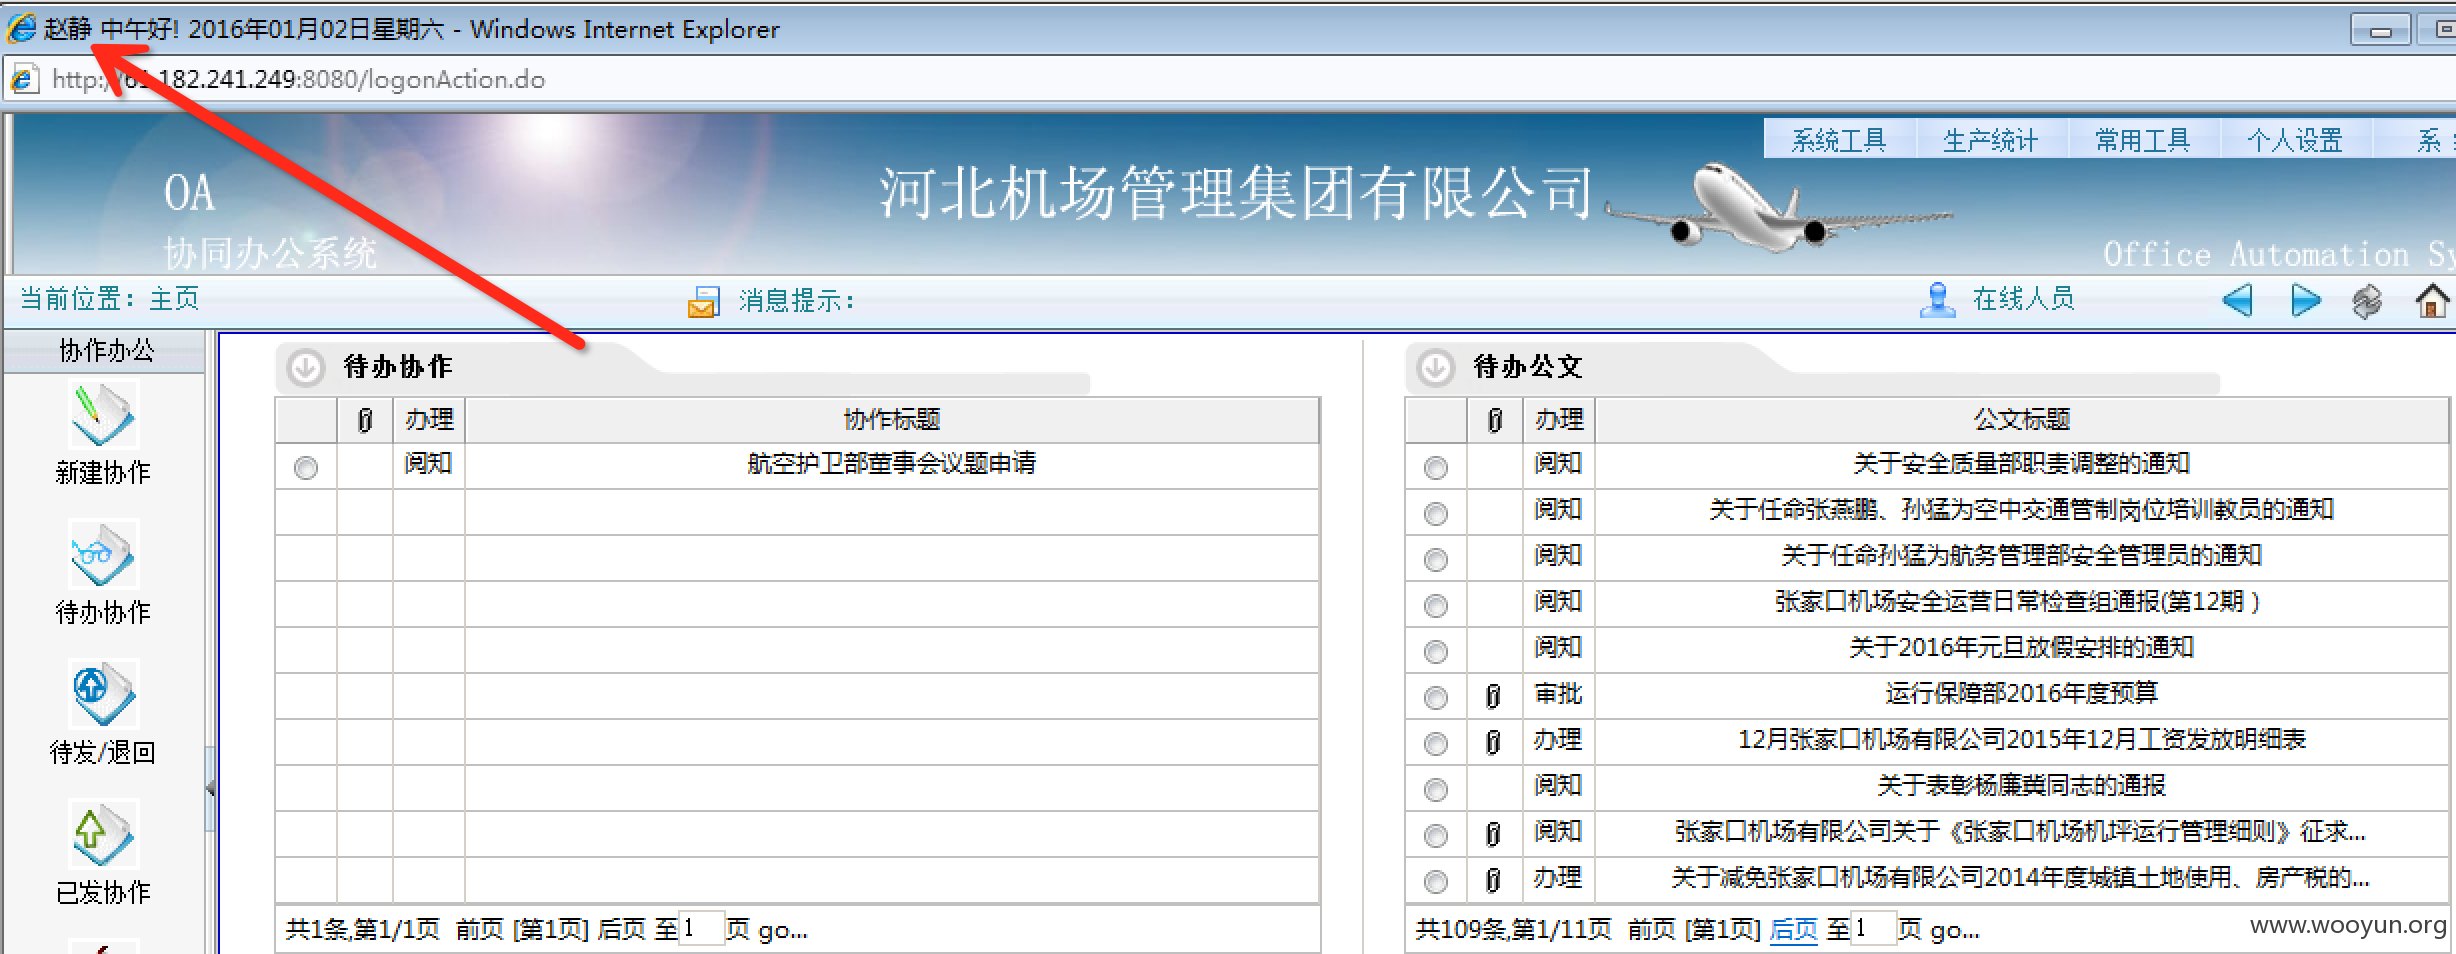 赵静 中午好! 2016年01月02日星期六 - Windows Internet Explorer
http://61.182.241.249:8080/logonAction.do
系统工具 生产统计 常用工具 个人设置 系
OA
河北机场管理集团有限公司
协同办公系统
Office Automation Sy
当前位置：主页 消息提示： 在线人员
协作办公
新建协作
待办协作
待发/退回
已发协作
待办协作
办理 协作标题
阅知 航空护卫部董事会议题申请
共1条,第1/1页 前页 [第1页] 后页 至 1 页 go...
待办公文
办理 公文标题
阅知 关于安全质量部职责调整的通知
阅知 关于任命张燕鹏、孙猛为空中交通管制岗位培训教员的通知
阅知 关于任命孙猛为航务管理部安全管理员的通知
阅知 张家口机场安全运营日常检查组通报(第12期 )
阅知 关于2016年元旦放假安排的通知
审批 运行保障部2016年度预算
办理 12月张家口机场有限公司2015年12月工资发放明细表
阅知 关于表彰杨廉冀同志的通报
阅知 张家口机场有限公司关于《张家口机场机坪运行管理细则》征求...
办理 关于减免张家口机场有限公司2014年度城镇土地使用、房产税的...
共109条,第1/11页 前页 [第1页] 后页 至 1 页 go...
www.wooyun.org